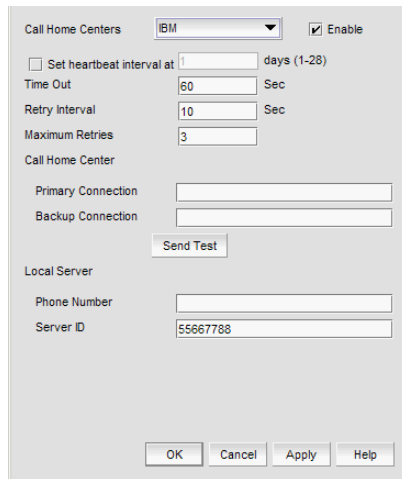 Call Home Centers IBM Enable
Set heartbeat interval at 1 days (1-28)
Time Out 60 Sec
Retry Interval 10 Sec
Maximum Retries 3
Call Home Center
Primary Connection
Backup Connection
Send Test
Local Server
Phone Number
Server ID 55667788
OK Cancel Apply Help